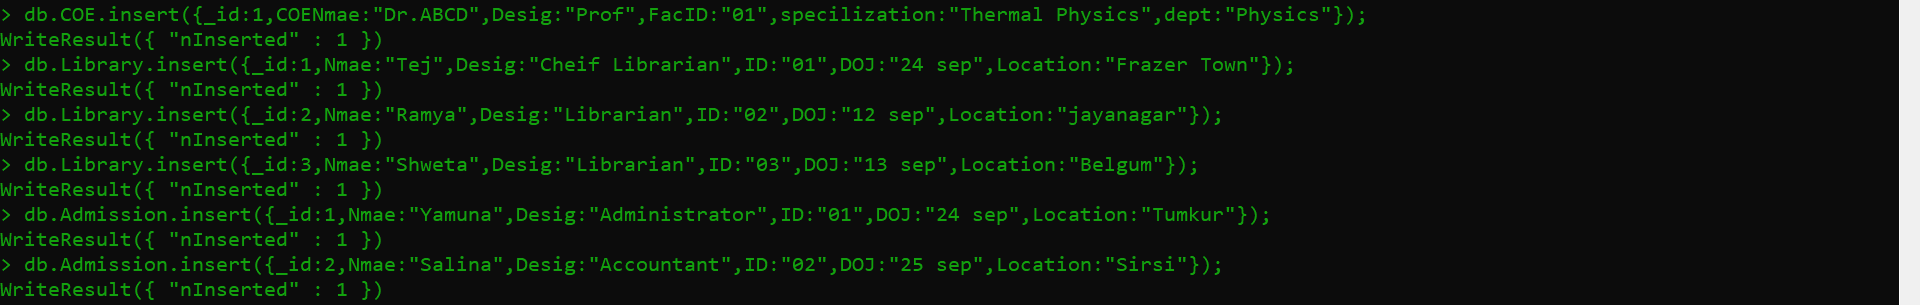 > db.COE.insert({_id:1,COENmae:"Dr.ABCD",Desig:"Prof",FacID:"01",specilization:"Thermal Physics",dept:"Physics"});
WriteResult({ "nInserted" : 1 })
> db.Library.insert({_id:1,Nmae:"Tej",Desig:"Cheif Librarian",ID:"01",DOJ:"24 sep",Location:"Frazer Town"});
WriteResult({ "nInserted" : 1 })
> db.Library.insert({_id:2,Nmae:"Ramya",Desig:"Librarian",ID:"02",DOJ:"12 sep",Location:"jayanagar"});
WriteResult({ "nInserted" : 1 })
> db.Library.insert({_id:3,Nmae:"Shweta",Desig:"Librarian",ID:"03",DOJ:"13 sep",Location:"Belgum"});
WriteResult({ "nInserted" : 1 })
> db.Admission.insert({_id:1,Nmae:"Yamuna",Desig:"Administrator",ID:"01",DOJ:"24 sep",Location:"Tumkur"});
WriteResult({ "nInserted" : 1 })
> db.Admission.insert({_id:2,Nmae:"Salina",Desig:"Accountant",ID:"02",DOJ:"25 sep",Location:"Sirsi"});
WriteResult({ "nInserted" : 1 })